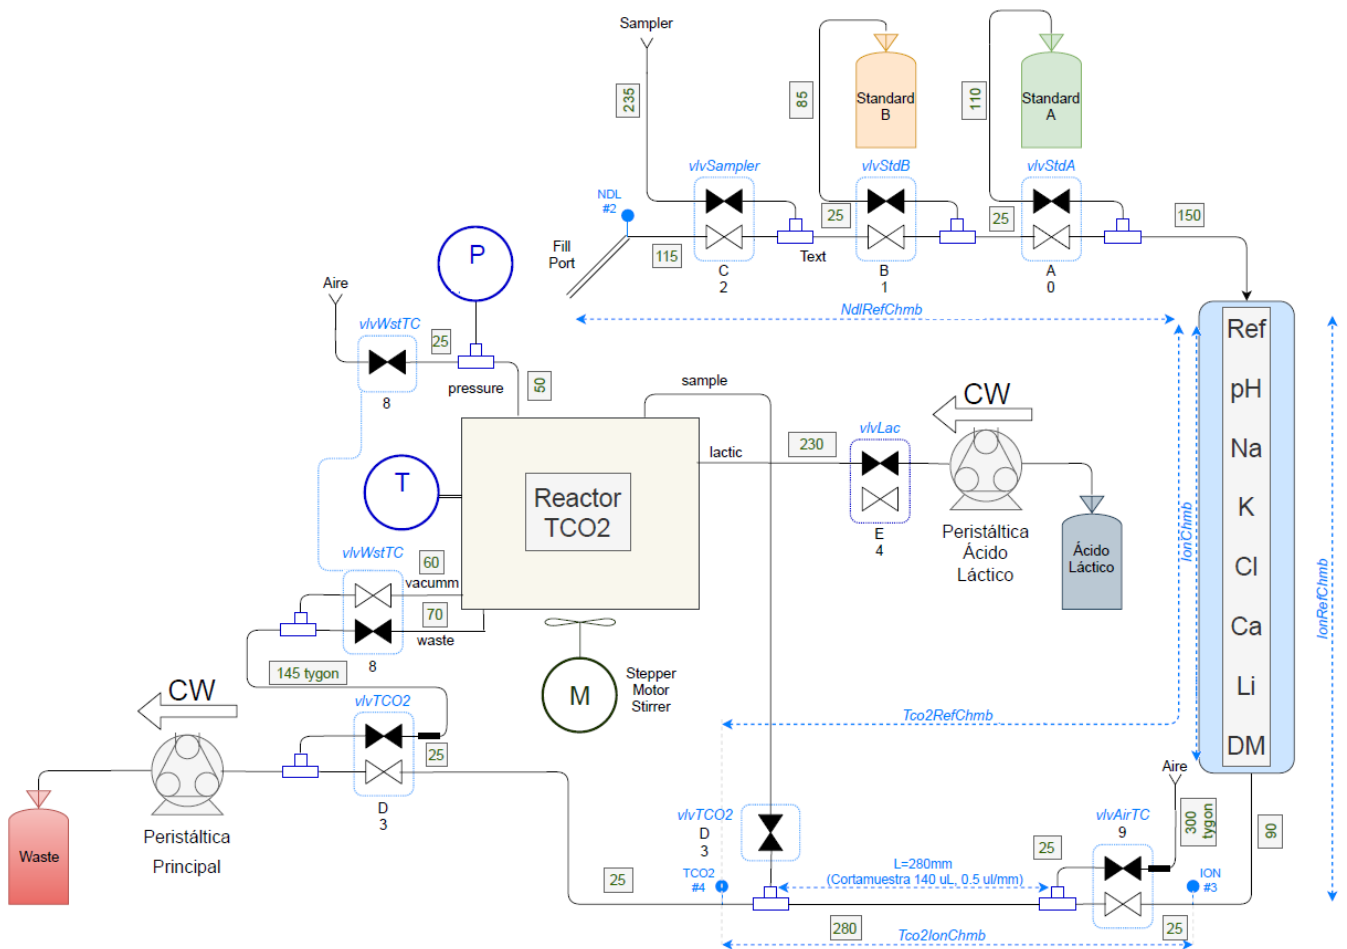 Sampler
235
85
Standard
B
110
Standard
A
vlvSampler
vlvStdB
vlvStdA
NDL
#2
25
25
150
Fill
Port
115
Text
C
2
B
1
A
0
NdlRefChmb
P
Aire
vlvWstTC
25
pressure
50
8
sample
CW
vlvLac
lactic
230
T
Reactor
TCO2
E
4
Peristáltica
Ácido
Láctico
Ácido
Láctico
Ref
pH
Na
K
Cl
Ca
Li
DM
IonChmb
IonRefChmb
vlvWstTC
60
vacumm
70
waste
8
145 tygon
CW
M
Stepper
Motor
Stirrer
vlvTCO2
25
D
3
Tco2RefChmb
Peristáltica
Principal
Waste
Aire
vlvTCO2
D
3
vlvAirTC
9
300
tygon
90
25
L=280mm
(Cortamuestra 140 uL, 0.5 ul/mm)
25
TCO2
#4
ION
#3
280
25
Tco2IonChmb